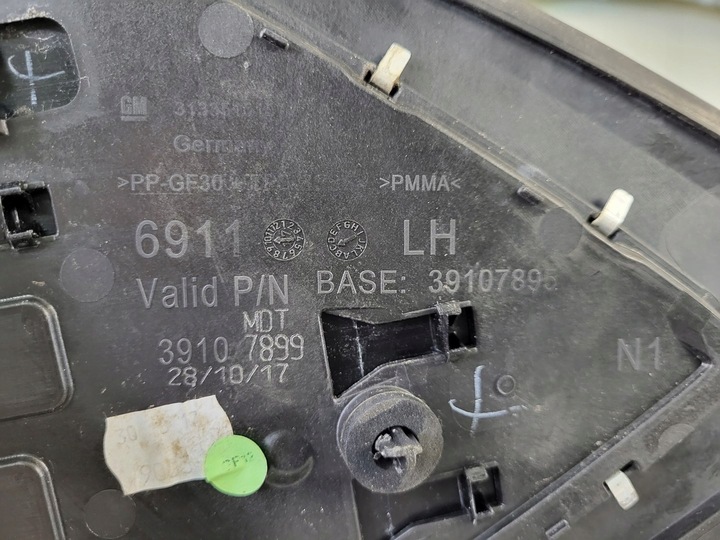 GM
Germany
>PP-GF30 >PMMA<
6911 LH
Valid P/N BASE:
MDT
3910 7899
28/10/17
N1